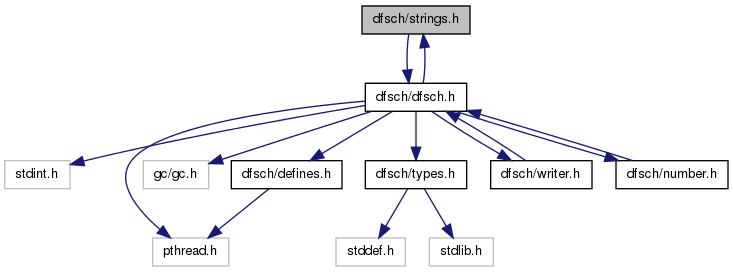 dfsch/strings.h
dfsch/dfsch.h
stdint.h
gc/gc.h
dfsch/defines.h
dfsch/types.h
dfsch/writer.h
dfsch/number.h
pthread.h
stddef.h
stdlib.h